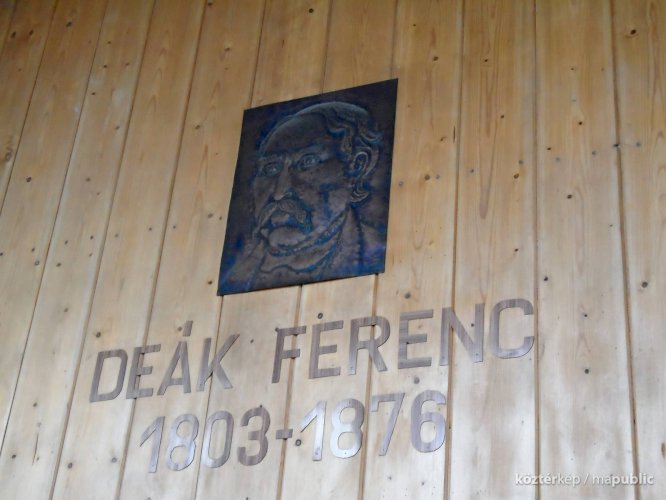 DEÁK FERENC
1803-1876
köztérkép / mapublic